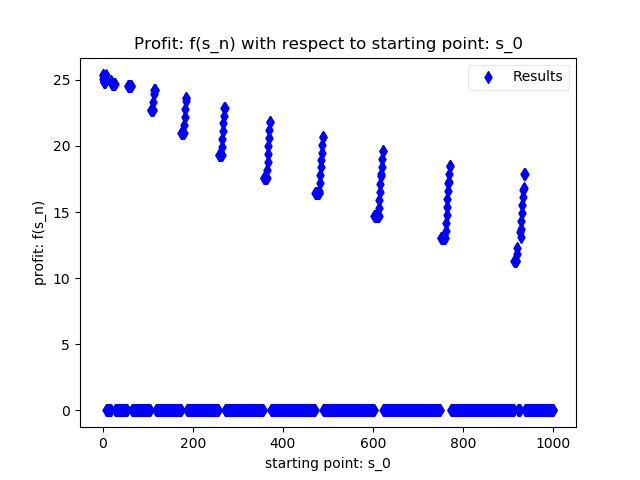 Profit: f(s_n) with respect to starting point: s_0
Results
25
20
15
10
5
0
profit: f(s_n)
0 200 400 600 800 1000
starting point: s_0